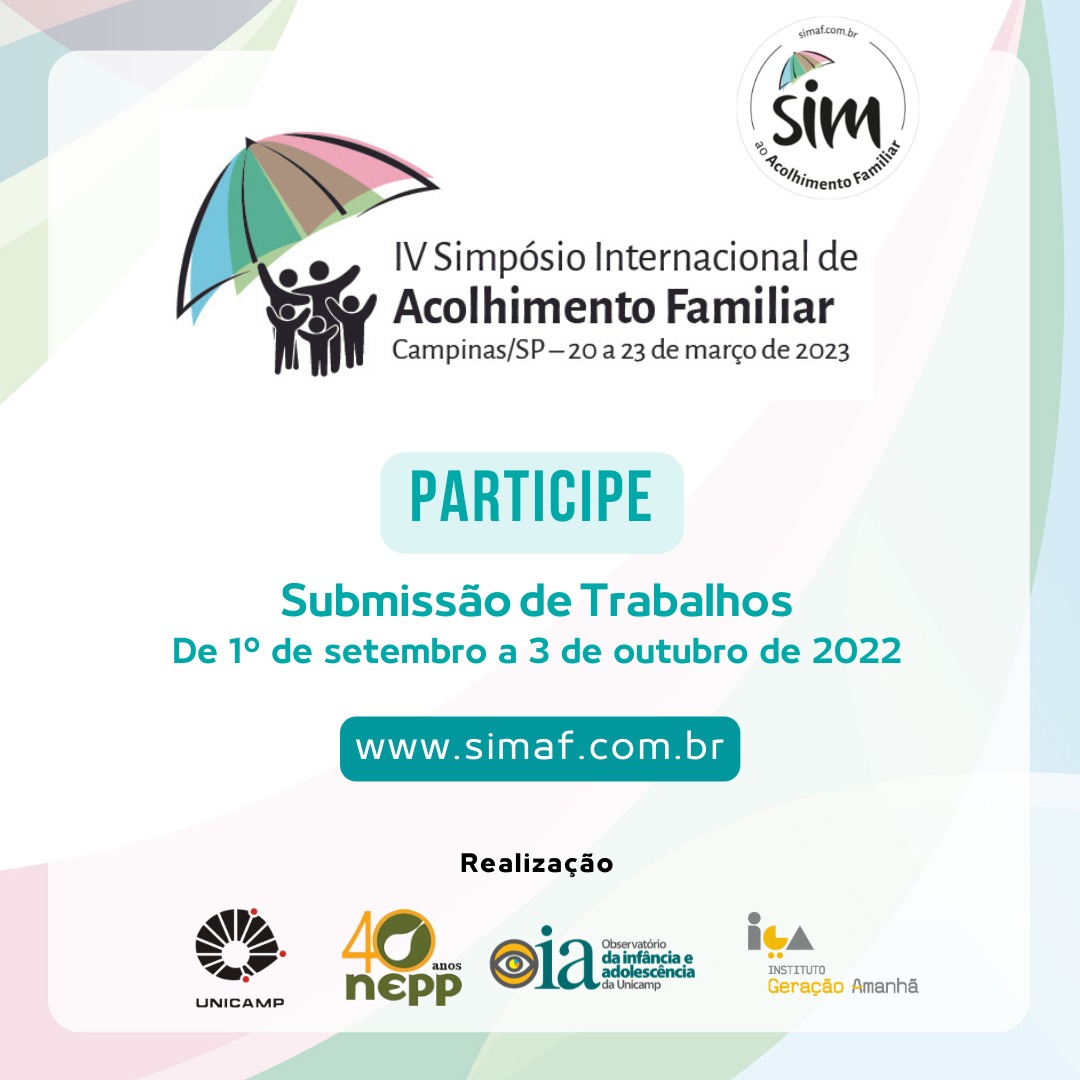 simaf.com.br
sim
ao Acolhimento Familiar
IV Simpósio Internacional de
Acolhimento Familiar
Campinas/SP – 20 a 23 de março de 2023
PARTICIPE
Submissão de Trabalhos
De 1º de setembro a 3 de outubro de 2022
www.simaf.com.br
Realização
UNICAMP
40
anos
nepp
oia
Observatório
da infância e
adolescência
da Unicamp
iGA
INSTITUTO
Geração Amanhã